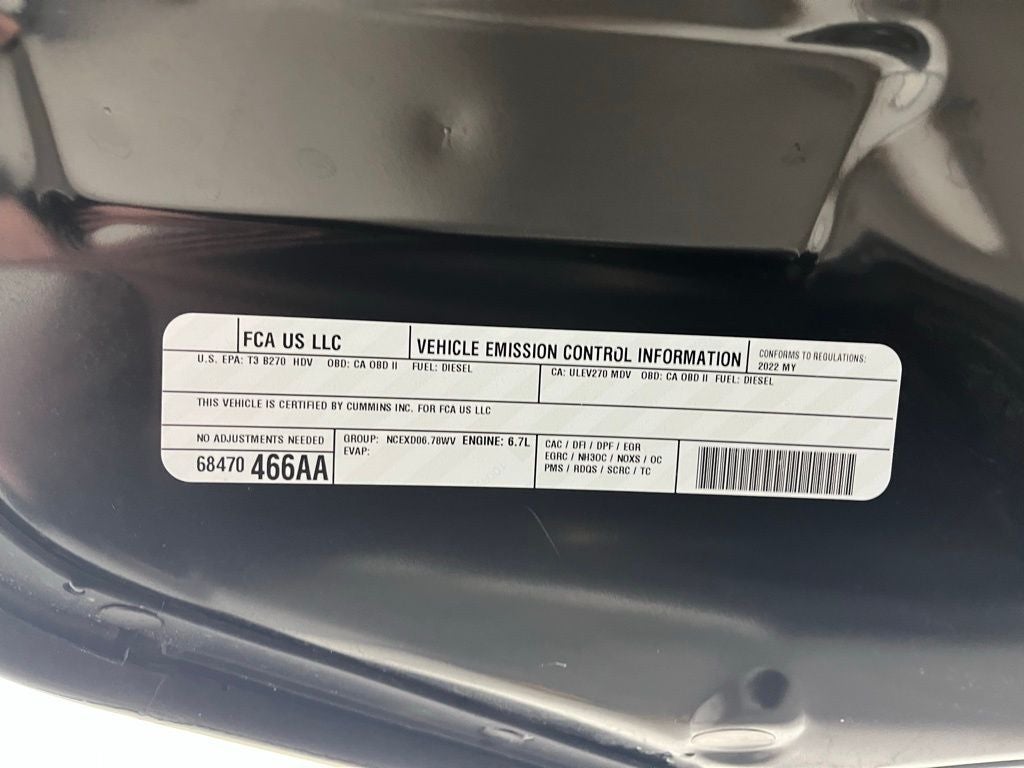 FCA US LLC
VEHICLE EMISSION CONTROL INFORMATION
CONFORMS TO REGULATIONS:
2022 MY
U.S. EPA: T3 B270 HDV OBD: CA OBD II FUEL: DIESEL
CA: ULEV270 MDV OBD: CA OBD II FUEL: DIESEL
THIS VEHICLE IS CERTIFIED BY CUMMINS INC. FOR FCA US LLC
NO ADJUSTMENTS NEEDED
68470 466AA
GROUP: NCEXD06.78WV ENGINE: 6.7L
EVAP:
CAC / DFI / DPF / EGR
EGRC / NH3OC / NOXS / OC
PMS / RDQS / SCRC / TC